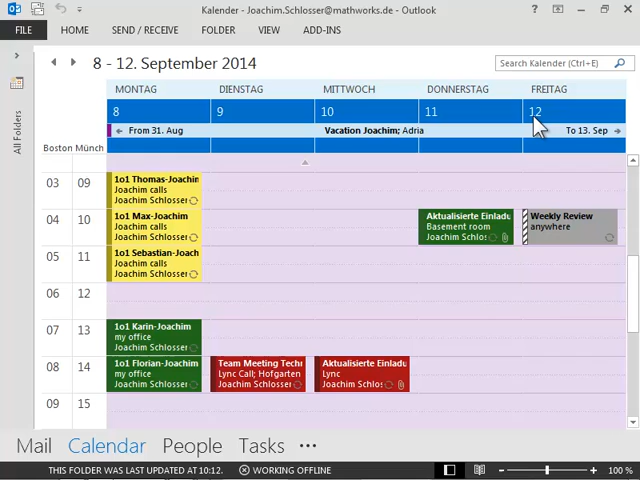 Kalender - Joachim.Schlosser@mathworks.de - Outlook
FILE HOME SEND / RECEIVE FOLDER VIEW ADD-INS
8 - 12. September 2014
Search Kalender (Ctrl+E)
All Folders
MONTAG DIENSTAG MITTWOCH DONNERSTAG FREITAG
8 9 10 11 12
From 31. Aug Vacation Joachim; Adria To 13. Sep
Boston Münch
03 09
1o1 Thomas-Joachim
Joachim calls
Joachim Schlosser
04 10
1o1 Max-Joachim
Joachim calls
Joachim Schlosser
Aktualisierte Einladu
Basement room
Joachim Schlos
Weekly Review
anywhere
05 11
1o1 Sebastian-Joach
Joachim calls
Joachim Schlosser
06 12
07 13
1o1 Karin-Joachim
my office
Joachim Schlosser
08 14
1o1 Florian-Joachim
my office
Joachim Schlosser
Team Meeting Techn
Lync Call; Hofgarten
Joachim Schlosser
Aktualisierte Einladu
Lync
Joachim Schlos
09 15
Mail Calendar People Tasks •••
THIS FOLDER WAS LAST UPDATED AT 10:12. WORKING OFFLINE 100 %